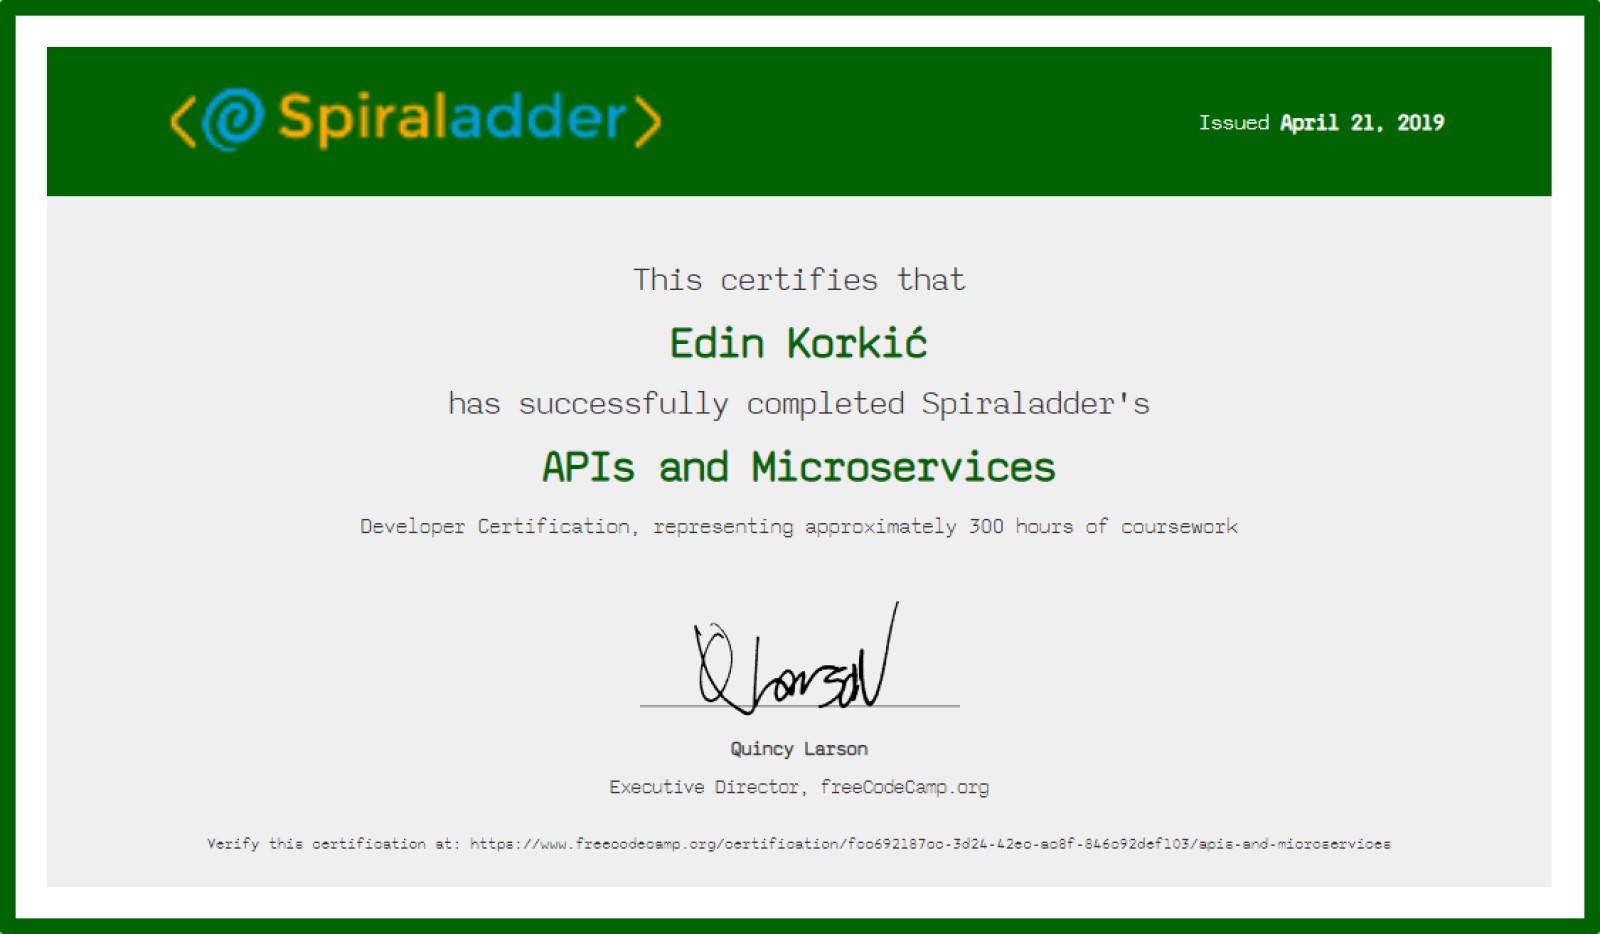 <@ Spiraladder>
Issued April 21, 2019
This certifies that
Edin Korkić
has successfully completed Spiraladder's
APIs and Microservices
Developer Certification, representing approximately 300 hours of coursework
Q Larson
Quincy Larson
Executive Director, freeCodeCamp.org
Verify this certification at: https://www.freecodecamp.org/certification/fcc692187cc-3d24-42ec-ac8f-846c92def103/apis-and-microservices